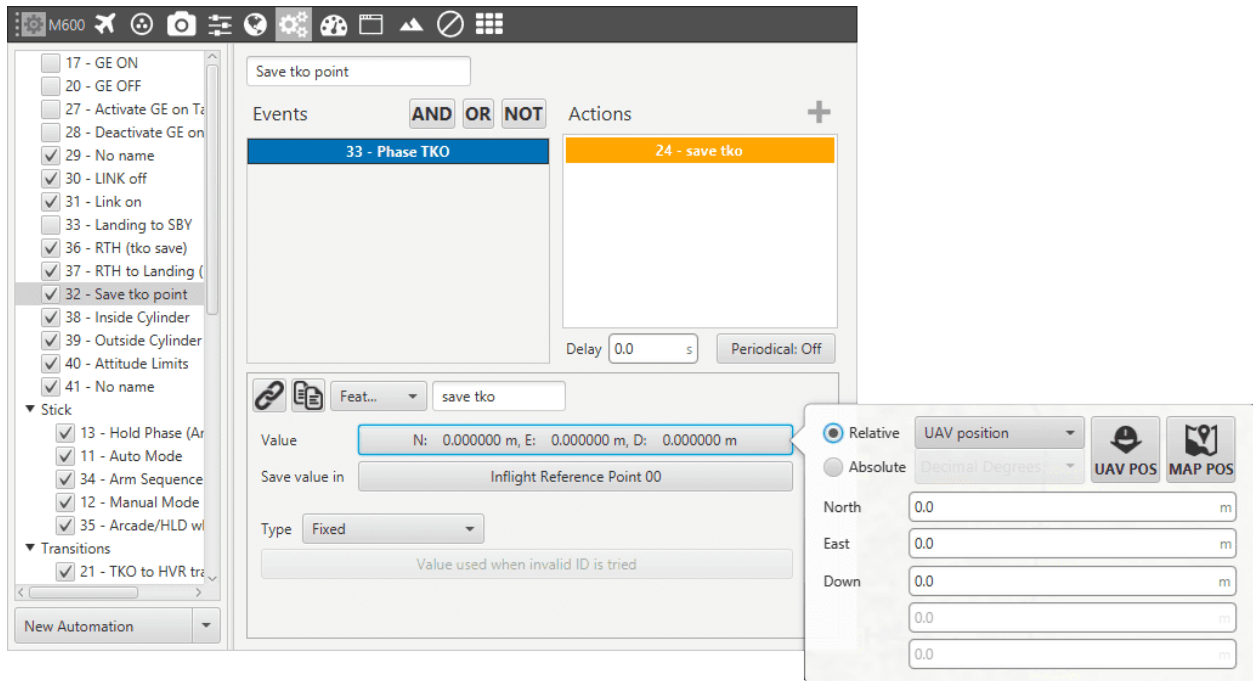 M600
17 - GE ON
20 - GE OFF
27 - Activate GE on Ta
28 - Deactivate GE on
29 - No name
30 - LINK off
31 - Link on
33 - Landing to SBY
36 - RTH (tko save)
37 - RTH to Landing (
32 - Save tko point
38 - Inside Cylinder
39 - Outside Cylinder
40 - Attitude Limits
41 - No name
Stick
13 - Hold Phase (Ar
11 - Auto Mode
34 - Arm Sequence
12 - Manual Mode
35 - Arcade/HLD wl
Transitions
21 - TKO to HVR tra
New Automation
Save tko point
Events AND OR NOT
33 - Phase TKO
Actions
24 - save tko
Delay 0.0 s Periodical: Off
Feat... save tko
Value N: 0.000000 m, E: 0.000000 m, D: 0.000000 m
Save value in Inflight Reference Point 00
Type Fixed
Value used when invalid ID is tried
Relative UAV position
Absolute Decimal Degrees;
UAV POS MAP POS
North 0.0 m
East 0.0 m
Down 0.0 m
0.0 m
0.0 m